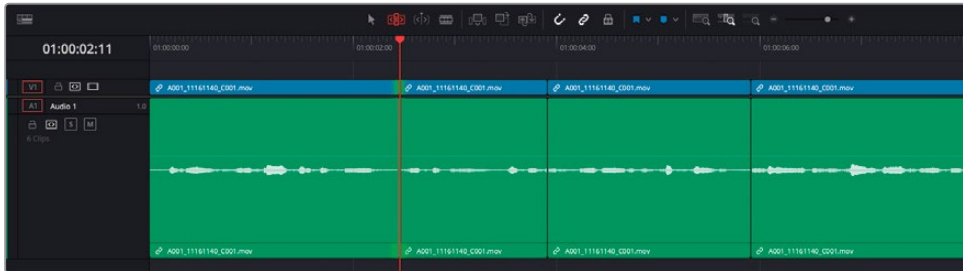 01:00:02:11
01:00:00:00 01:00:02:00 01:00:04:00 01:00:06:00
V1 A001_11161140_C001.mov A001_11161140_C001.mov A001_11161140_C001.mov A001_11161140_C001.mov
A1 Audio 1 1.0
S M
6 Clips
A001_11161140_C001.mov A001_11161140_C001.mov A001_11161140_C001.mov A001_11161140_C001.mov